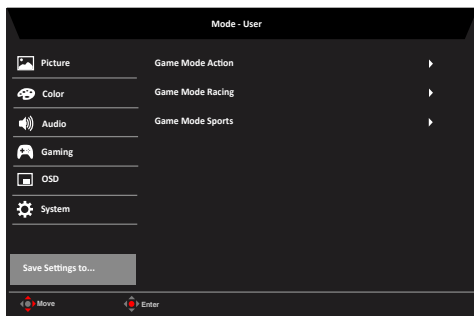 Mode - User
Picture
Color
Audio
Gaming
OSD
System
Save Settings to...
Game Mode Action
Game Mode Racing
Game Mode Sports
Move
Enter